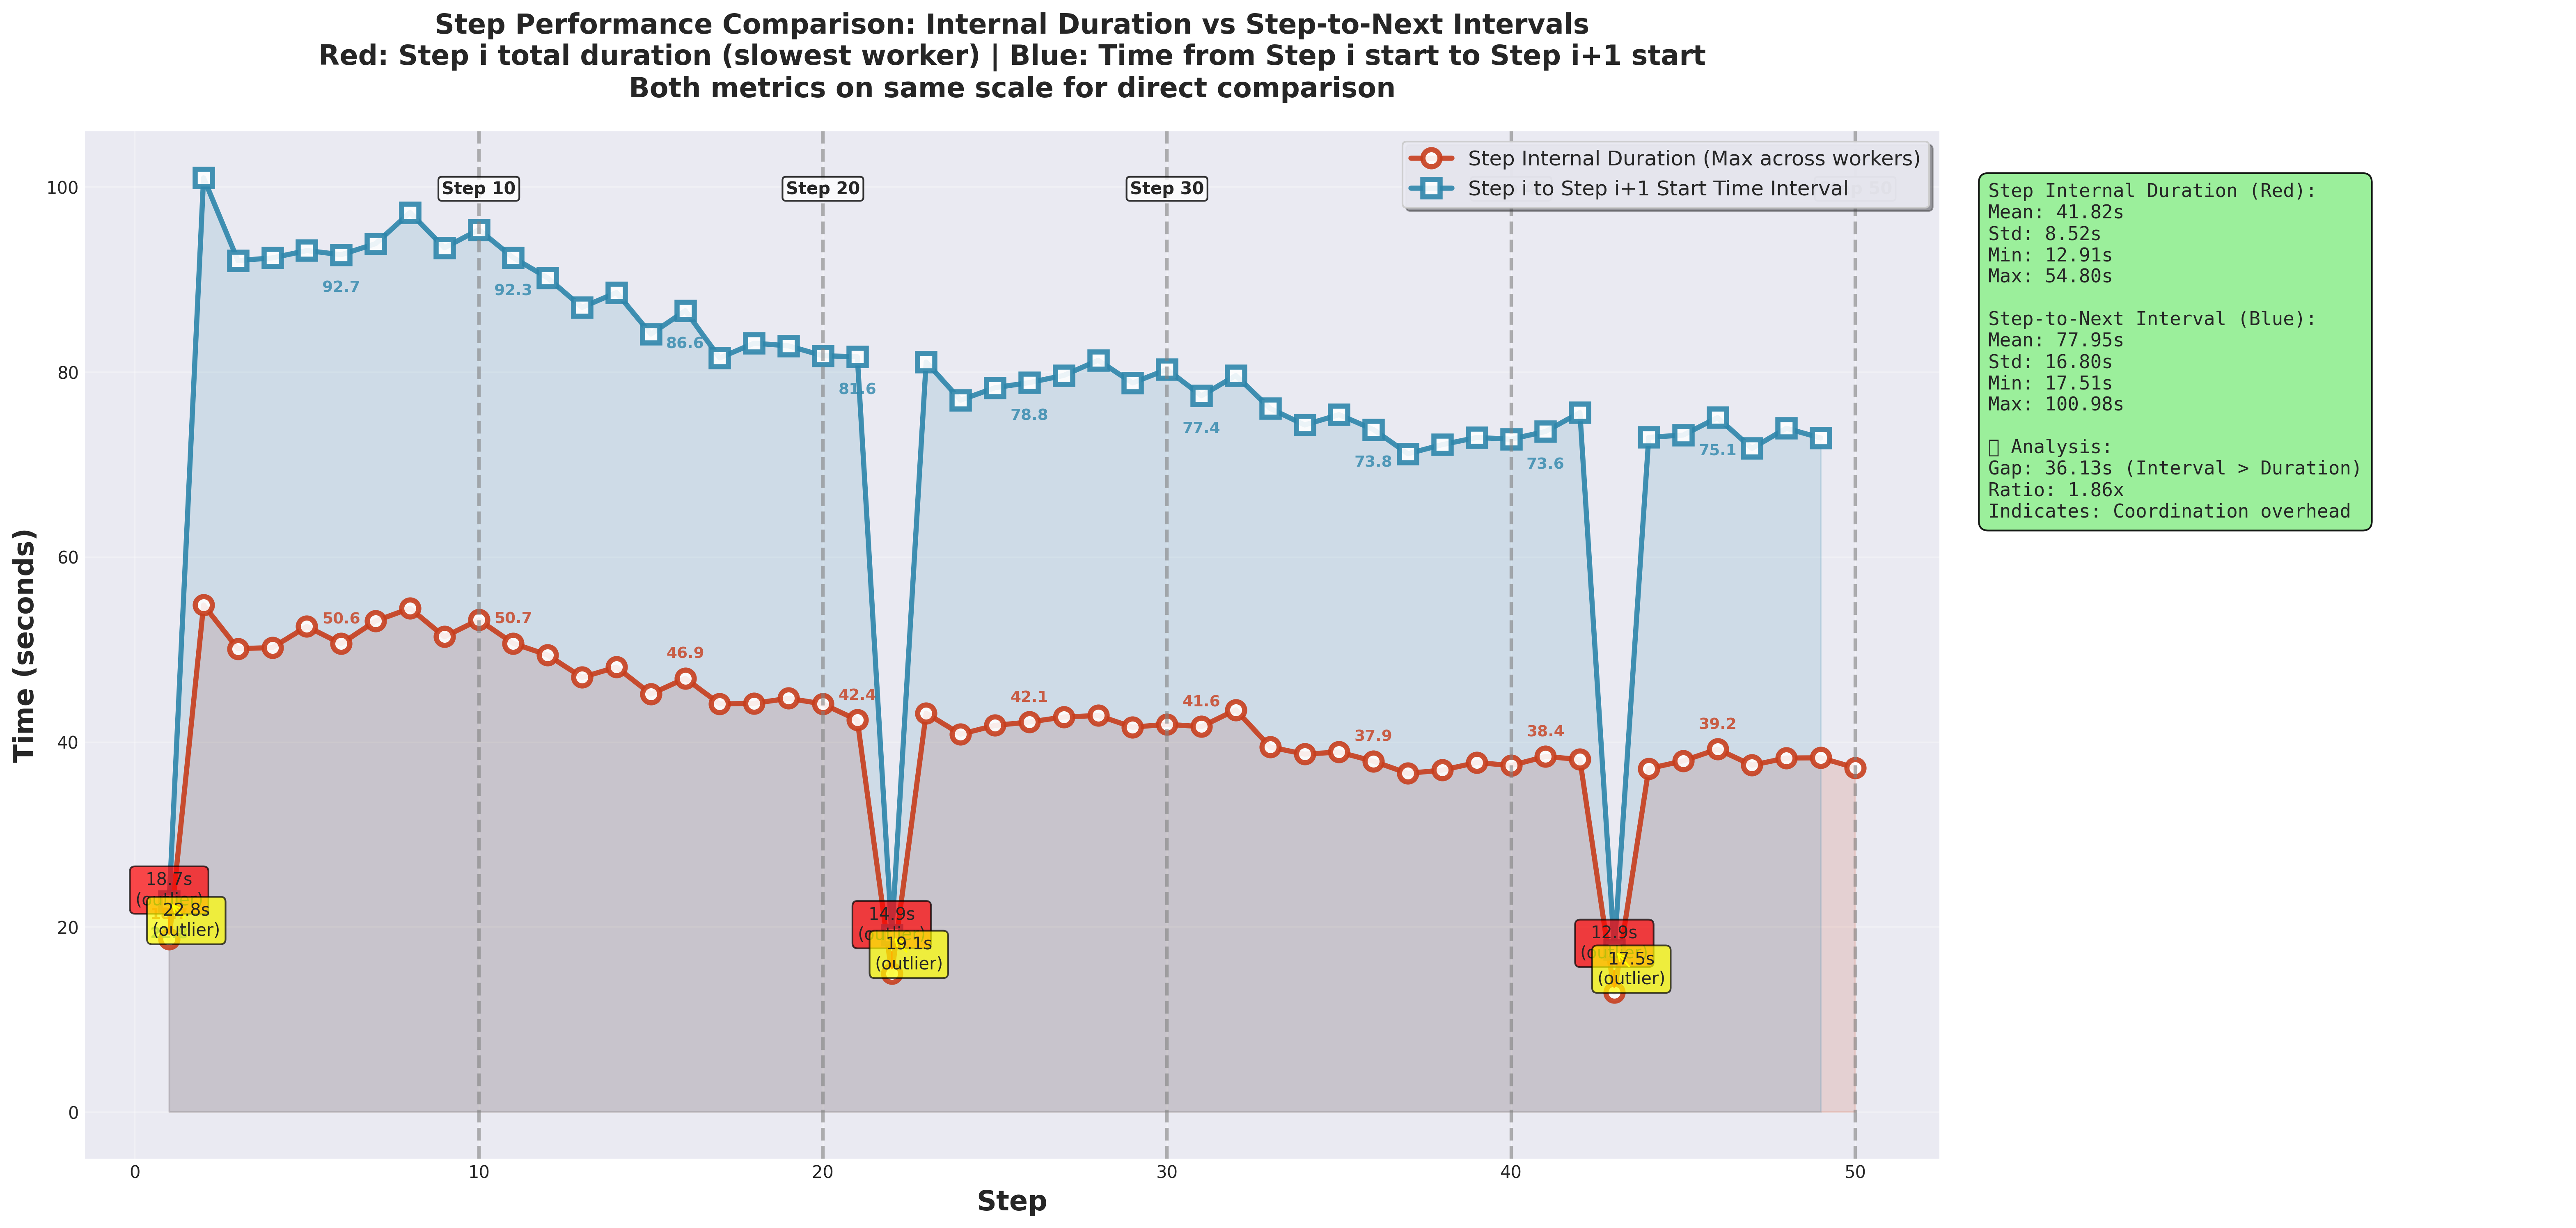 Step Performance Comparison: Internal Duration vs Step-to-Next Intervals
Red: Step i total duration (slowest worker) | Blue: Time from Step i start to Step i+1 start
Both metrics on same scale for direct comparison
Step Internal Duration (Max across workers)
Step i to Step i+1 Start Time Interval
Step 10
Step 20
Step 30
50
Step Internal Duration (Red):
Mean: 41.82s
Std: 8.52s
Min: 12.91s
Max: 54.80s
Step-to-Next Interval (Blue):
Mean: 77.95s
Std: 16.80s
Min: 17.51s
Max: 100.98s
Analysis:
Gap: 36.13s (Interval > Duration)
Ratio: 1.86x
Indicates: Coordination overhead
Time (seconds)
100
80
60
40
20
0
92.7
92.3
86.6
81.6
78.8
77.4
73.8
73.6
75.1
50.6
50.7
46.9
42.4
42.1
41.6
37.9
38.4
39.2
18.7s
22.8s
(outlier)
14.9s
19.1s
(outlier)
12.9s
17.5s
(outlier)
0
10
20
30
40
50
Step